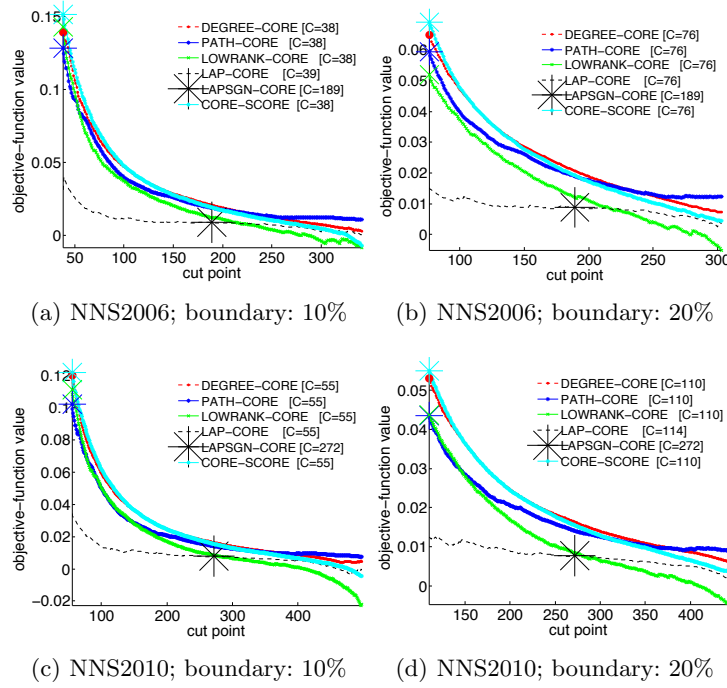 0.15
0.1
0.05
0
objective−function value
50 100 150 200 250 300
cut point
DEGREE−CORE [C=38]
PATH−CORE [C=38]
LOWRANK−CORE [C=38]
LAP−CORE [C=39]
LAPSGN−CORE [C=189]
CORE−SCORE [C=38]
(a) NNS2006; boundary: 10%
0.06
0.05
0.04
0.03
0.02
0.01
0
objective−function value
100 150 200 250 300
cut point
DEGREE−CORE [C=76]
PATH−CORE [C=76]
LOWRANK−CORE [C=76]
LAP−CORE [C=76]
LAPSGN−CORE [C=189]
CORE−SCORE [C=76]
(b) NNS2006; boundary: 20%
0.12
0.1
0.08
0.06
0.04
0.02
0
−0.02
objective−function value
100 200 300 400
cut point
DEGREE−CORE [C=55]
PATH−CORE [C=55]
LOWRANK−CORE [C=55]
LAP−CORE [C=55]
LAPSGN−CORE [C=272]
CORE−SCORE [C=55]
(c) NNS2010; boundary: 10%
0.05
0.04
0.03
0.02
0.01
0
objective−function value
150 200 250 300 350 400
cut point
DEGREE−CORE [C=110]
PATH−CORE [C=110]
LOWRANK−CORE [C=110]
LAP−CORE [C=114]
LAPSGN−CORE [C=272]
CORE−SCORE [C=110]
(d) NNS2010; boundary: 20%